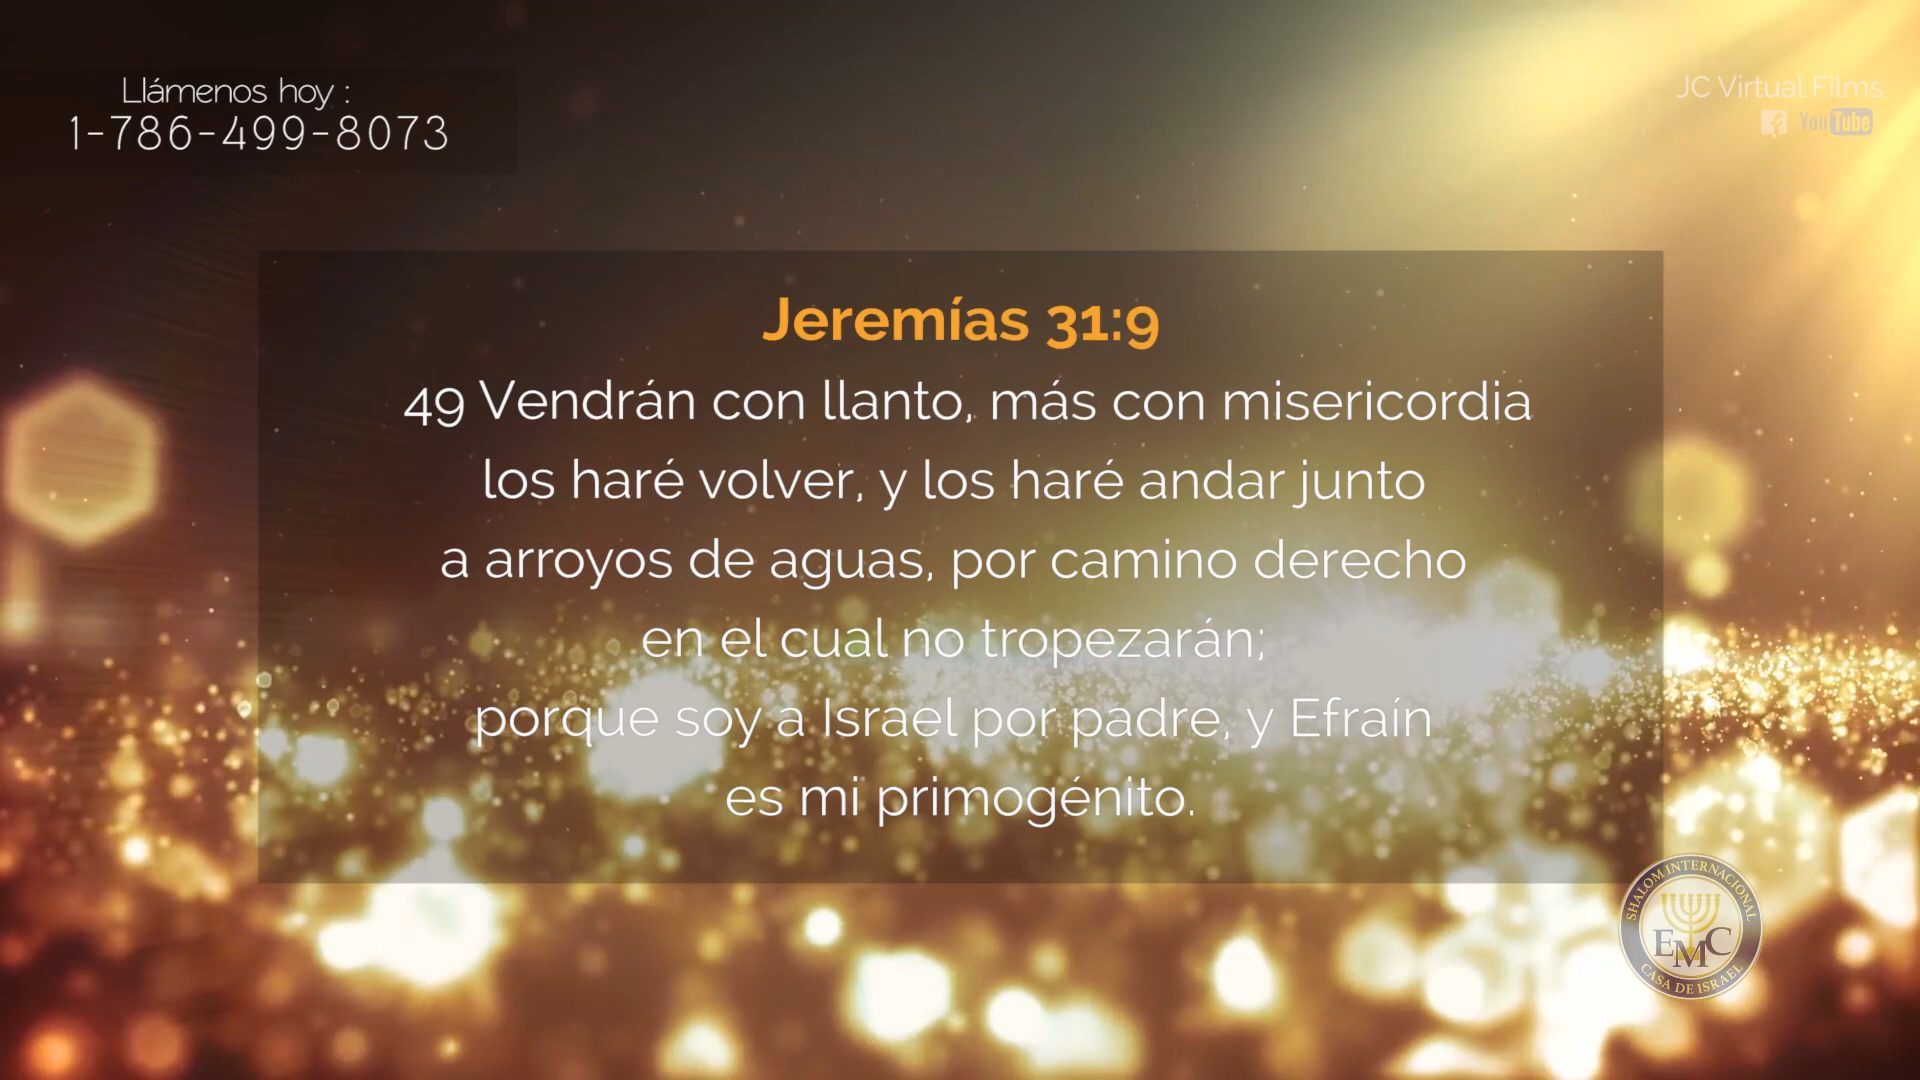 Llámenos hoy :
1-786-499-8073
JC Virtual Films
You Tube
Jeremías 31:9
49 Vendrán con llanto, más con misericordia
los haré volver, y los haré andar junto
a arroyos de aguas, por camino derecho
en el cual no tropezarán;
porque soy a Israel por padre, y Efraín
es mi primogénito.
SHALOM INTERNACIONAL
EMC
CASA DE ISRAEL